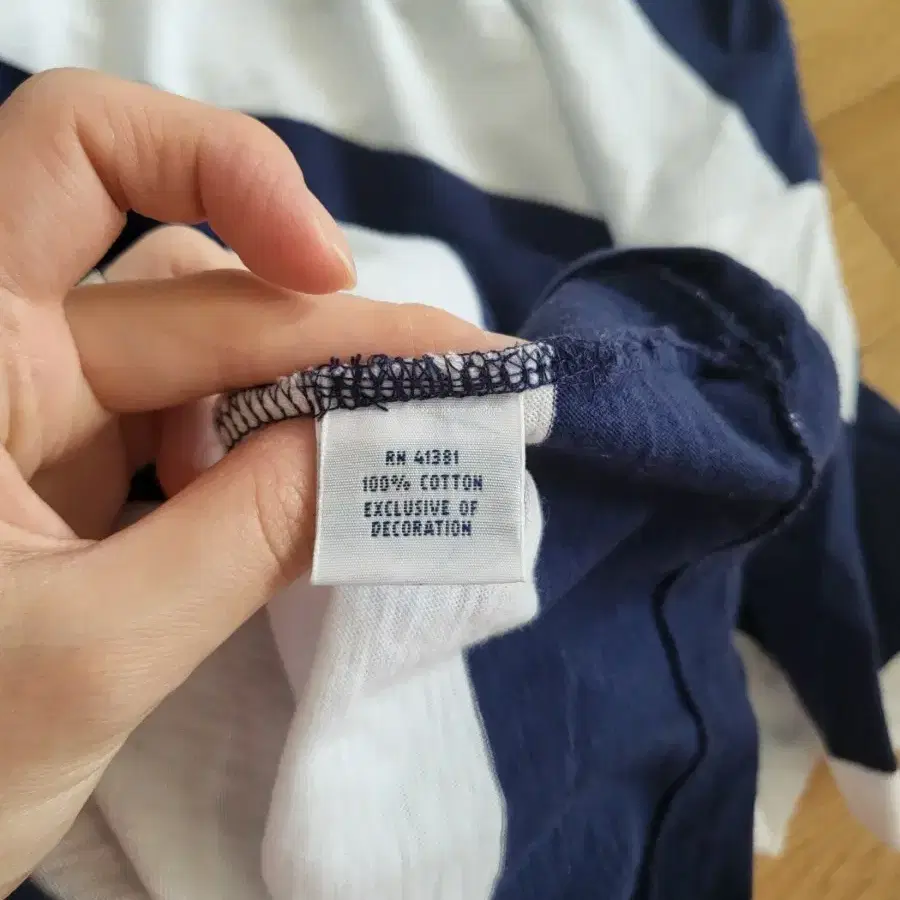 RN 41381
100% COTTON
EXCLUSIVE OF
DECORATION